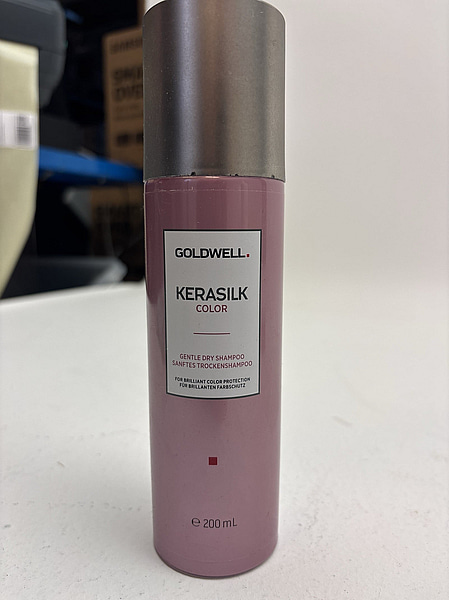 GOLDWELL.
KERASILK
COLOR
GENTLE DRY SHAMPOO
SANFTES TROCKENSHAMPOO
FOR BRILLIANT COLOR PROTECTION
FÜR BRILLANTEN FARBSCHUTZ
℮ 200 mL